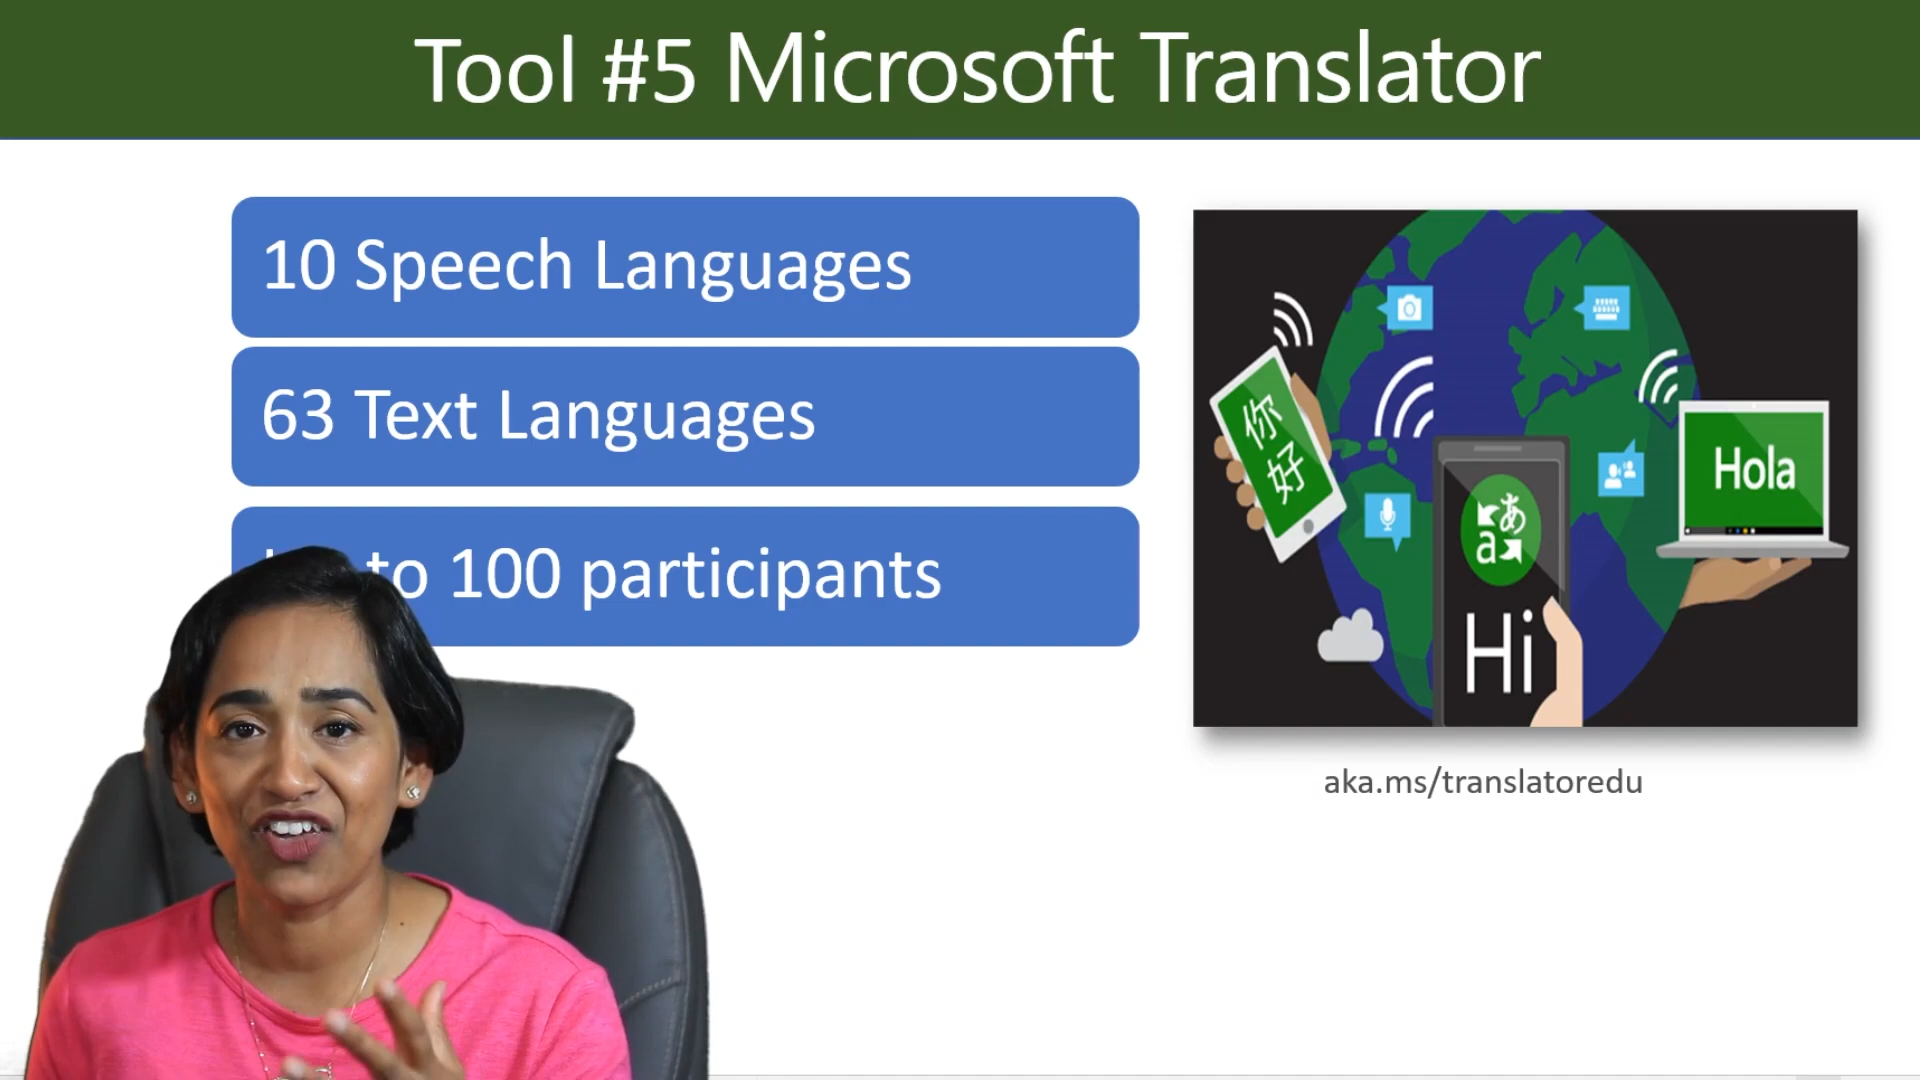 Tool #5 Microsoft Translator
10 Speech Languages
63 Text Languages
to 100 participants
你
好
あ
a
Hi
Hola
aka.ms/translatoredu